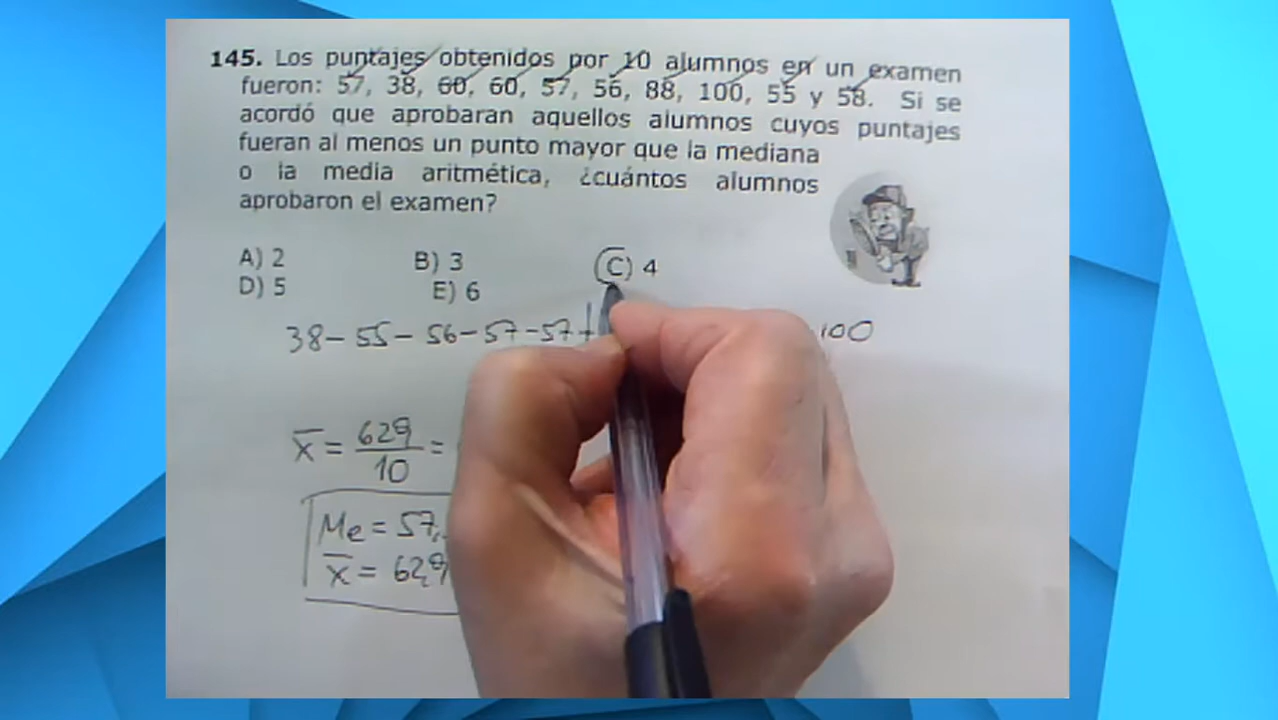 145. Los puntajes obtenidos por 10 alumnos en un examen
fueron: 57, 38, 60, 60, 57, 56, 88, 100, 55 y 58. Si se
acordó que aprobaran aquellos alumnos cuyos puntajes
fueran al menos un punto mayor que la mediana
o la media aritmética, ¿cuántos alumnos
aprobaron el examen?
A) 2 B) 3 C) 4
D) 5 E) 6
38 - 55 - 56 - 57 - 57 100
x̄ = 629/10 =
Me = 57,
x̄ = 62,9